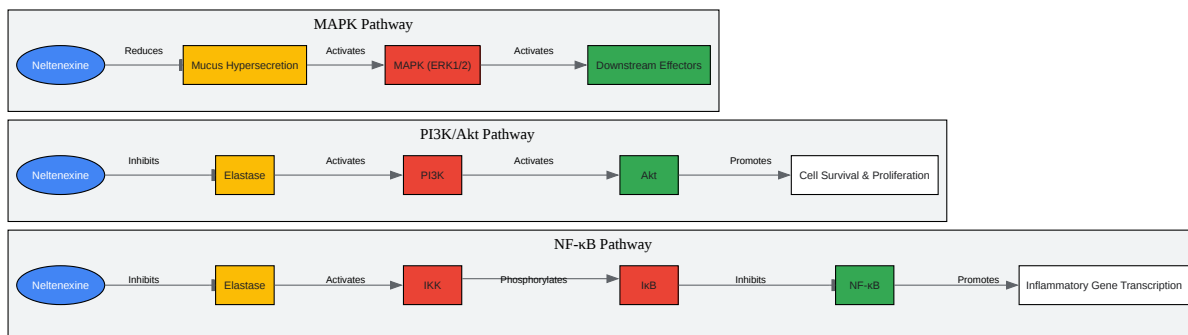 MAPK Pathway
Neltenexine
Reduces
Mucus Hypersecretion
Activates
MAPK (ERK1/2)
Activates
Downstream Effectors
PI3K/Akt Pathway
Neltenexine
Inhibits
Elastase
Activates
PI3K
Activates
Akt
Promotes
Cell Survival & Proliferation
NF-κB Pathway
Neltenexine
Inhibits
Elastase
Activates
IKK
Phosphorylates
IκB
Inhibits
NF-κB
Promotes
Inflammatory Gene Transcription